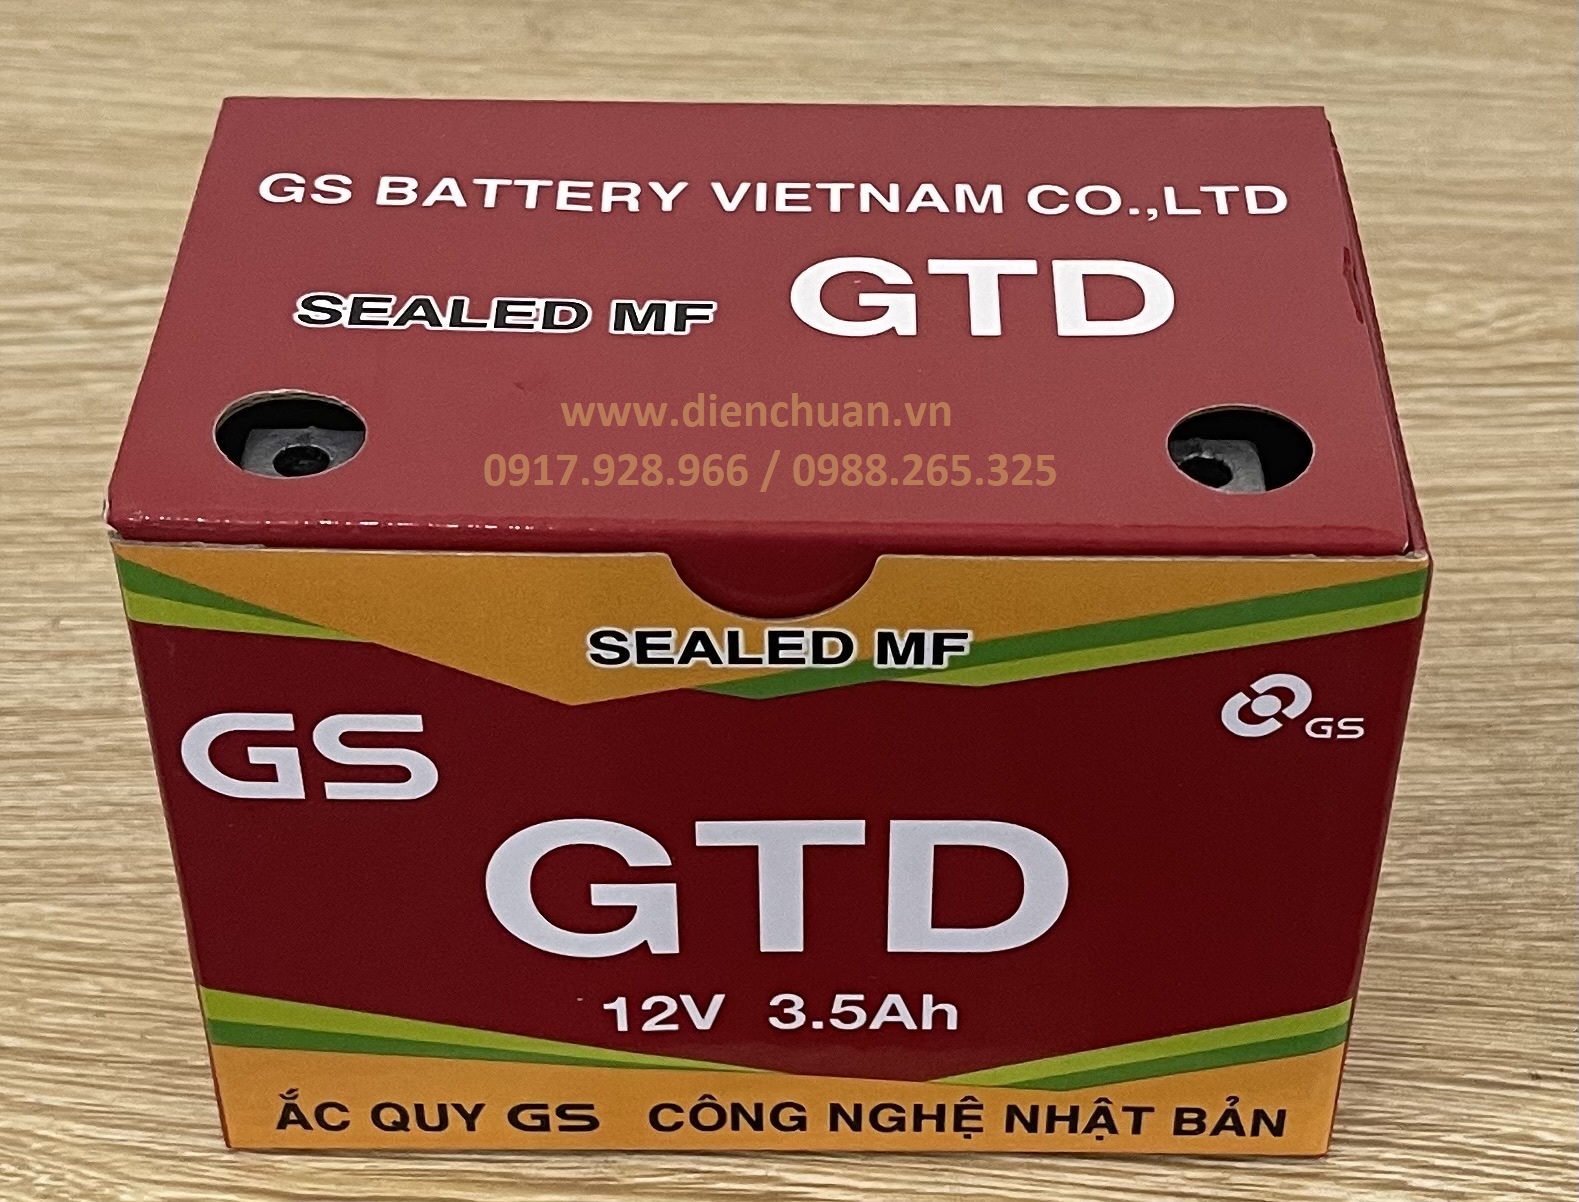 GS BATTERY VIETNAM CO.,LTD
SEALED MF GTD
www.dienchuan.vn
0917.928.966 / 0988.265.325
SEALED MF
GS
GS
GTD
12V 3.5Ah
ẮC QUY GS CÔNG NGHỆ NHẬT BẢN